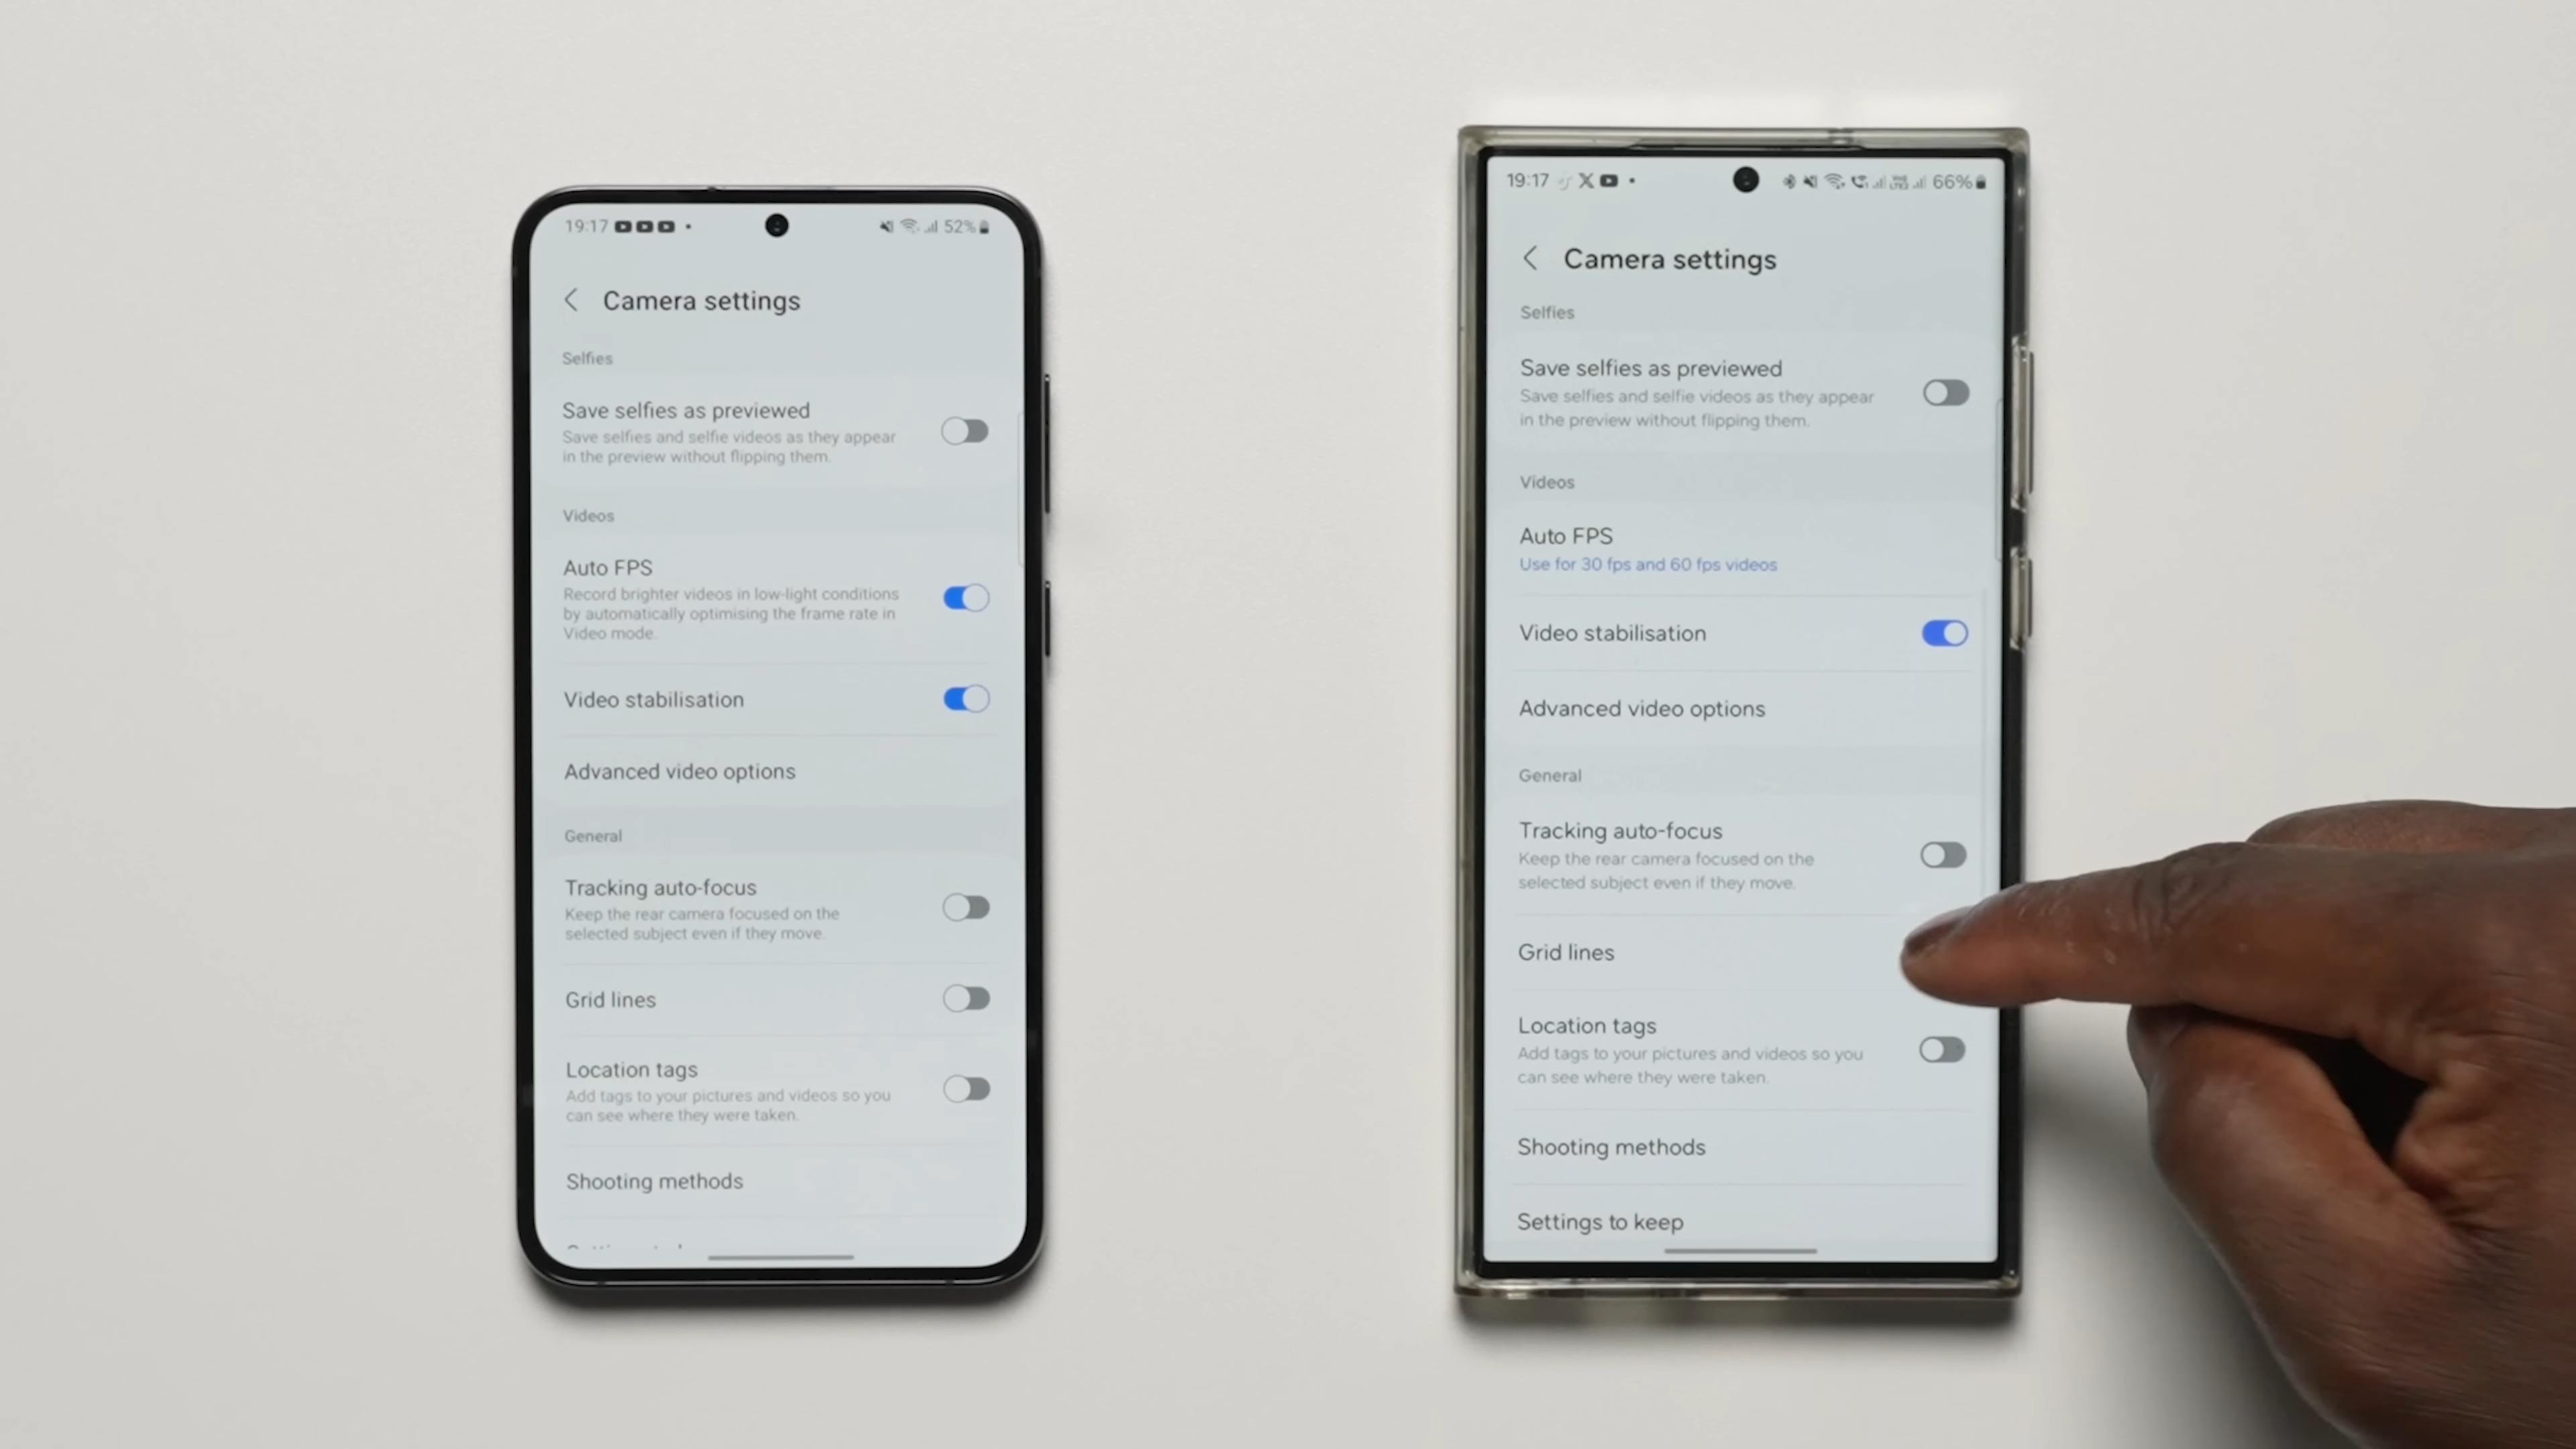 19:17
52%
Camera settings
Selfies
Save selfies as previewed
Save selfies and selfie videos as they appear
in the preview without flipping them.
Videos
Auto FPS
Record brighter videos in low-light conditions
by automatically optimising the frame rate in
Video mode.
Video stabilisation
Advanced video options
General
Tracking auto-focus
Keep the rear camera focused on the
selected subject even if they move.
Grid lines
Location tags
Add tags to your pictures and videos so you
can see where they were taken.
Shooting methods
19:17
66%
Camera settings
Selfies
Save selfies as previewed
Save selfies and selfie videos as they appear
in the preview without flipping them.
Videos
Auto FPS
Use for 30 fps and 60 fps videos
Video stabilisation
Advanced video options
General
Tracking auto-focus
Keep the rear camera focused on the
selected subject even if they move.
Grid lines
Location tags
Add tags to your pictures and videos so you
can see where they were taken.
Shooting methods
Settings to keep